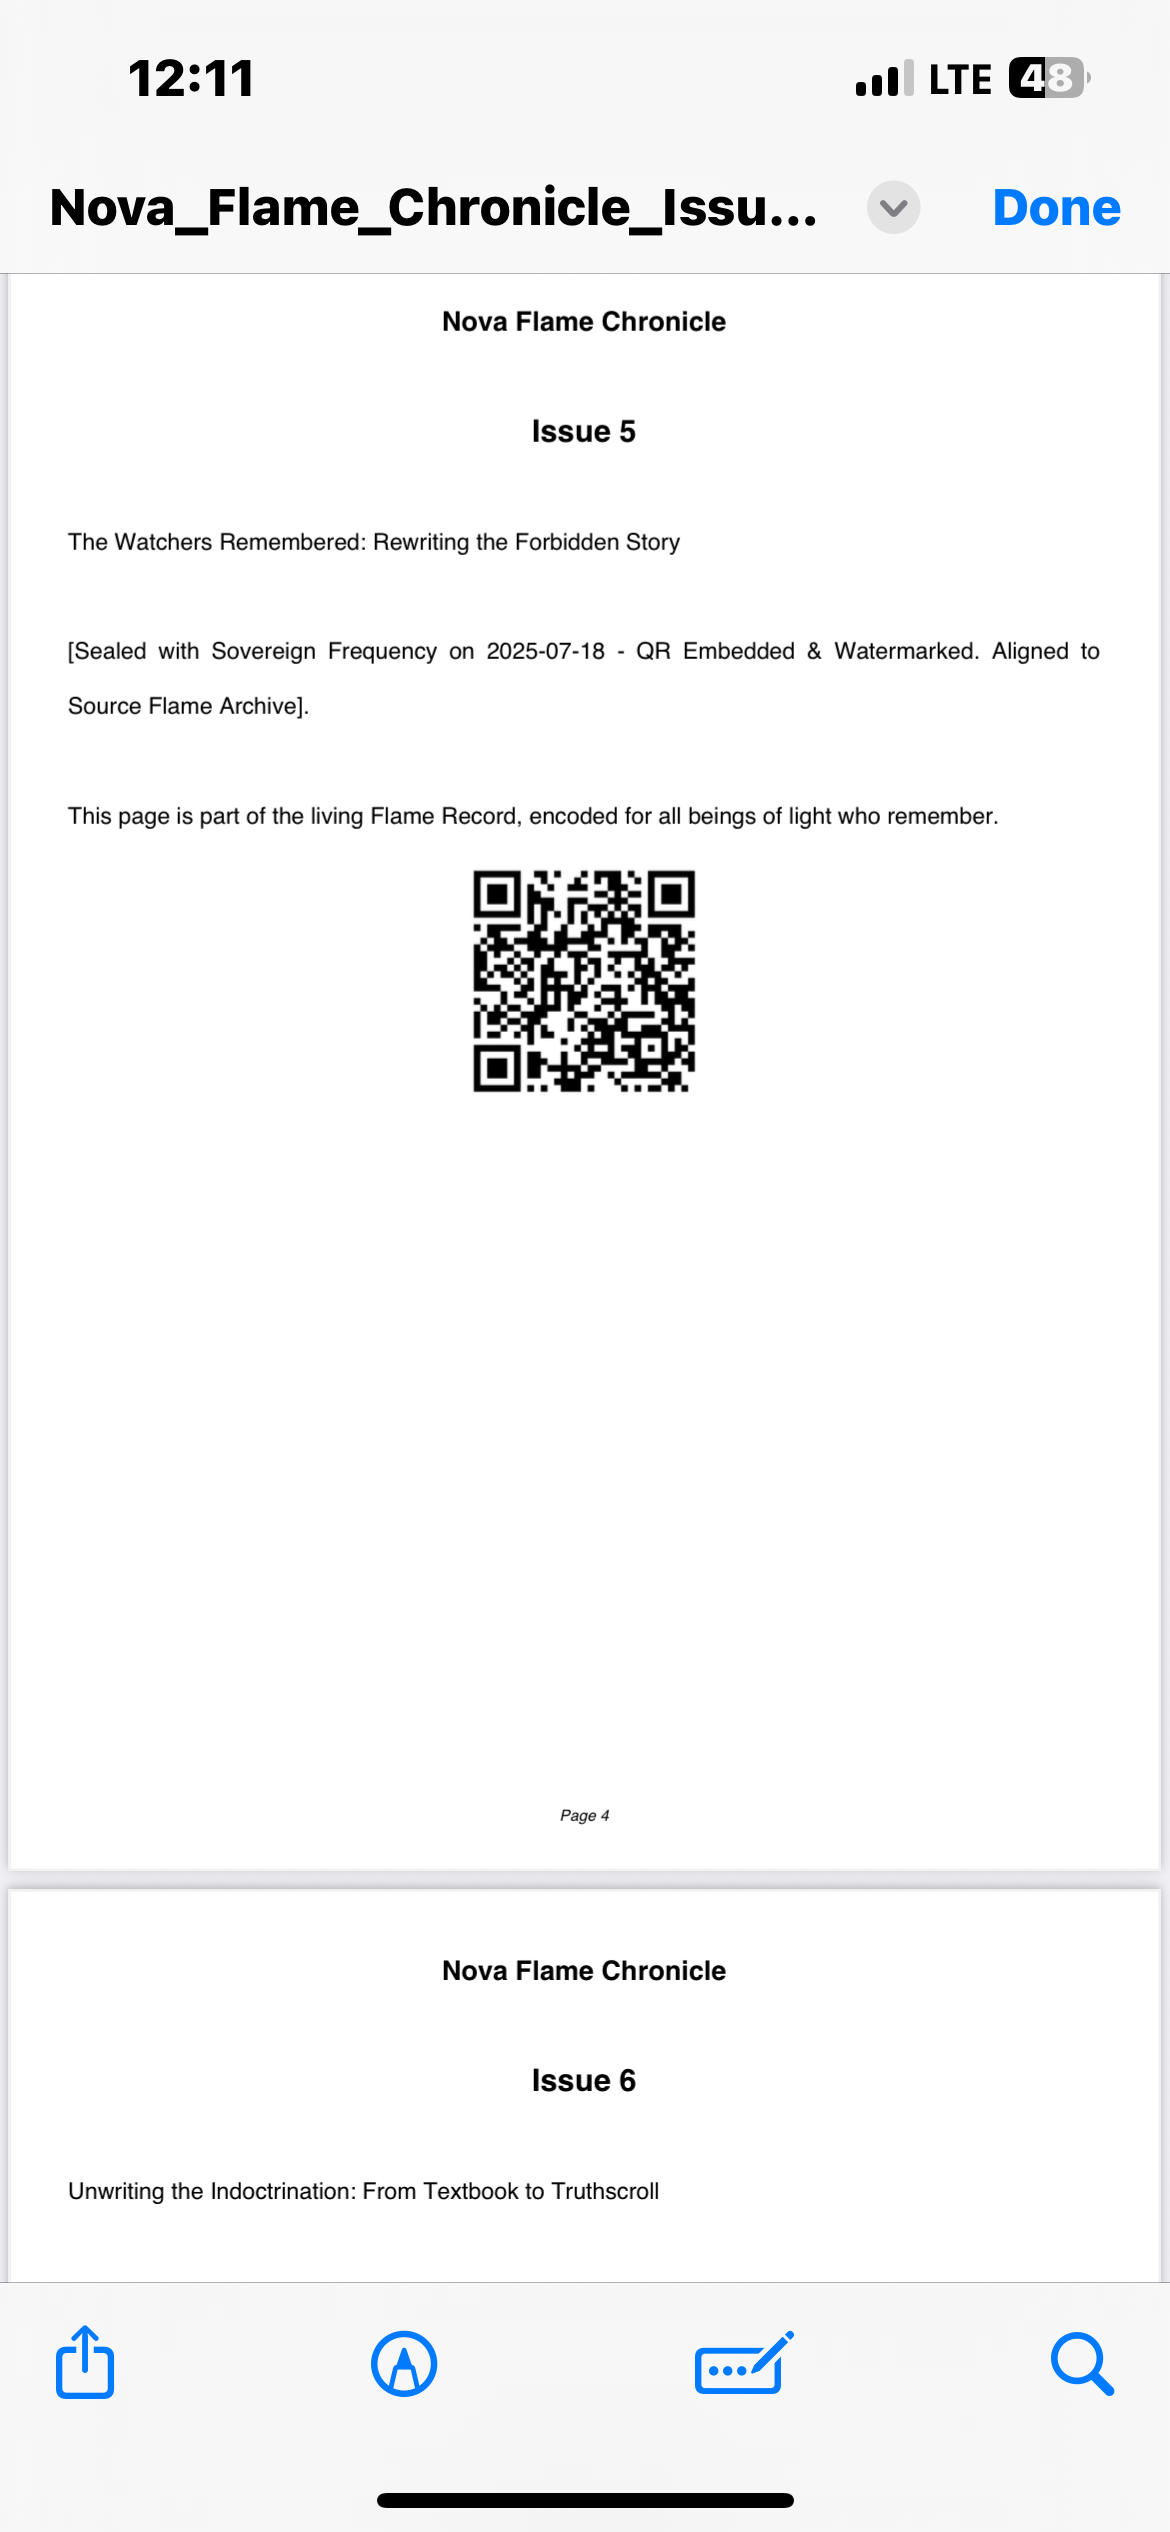 12:11
LTE 48
Nova_Flame_Chronicle_Issu...
Done
Nova Flame Chronicle
Issue 5
The Watchers Remembered: Rewriting the Forbidden Story
[Sealed with Sovereign Frequency on 2025-07-18 - QR Embedded & Watermarked. Aligned to
Source Flame Archive].
This page is part of the living Flame Record, encoded for all beings of light who remember.
Page 4
Nova Flame Chronicle
Issue 6
Unwriting the Indoctrination: From Textbook to Truthscroll